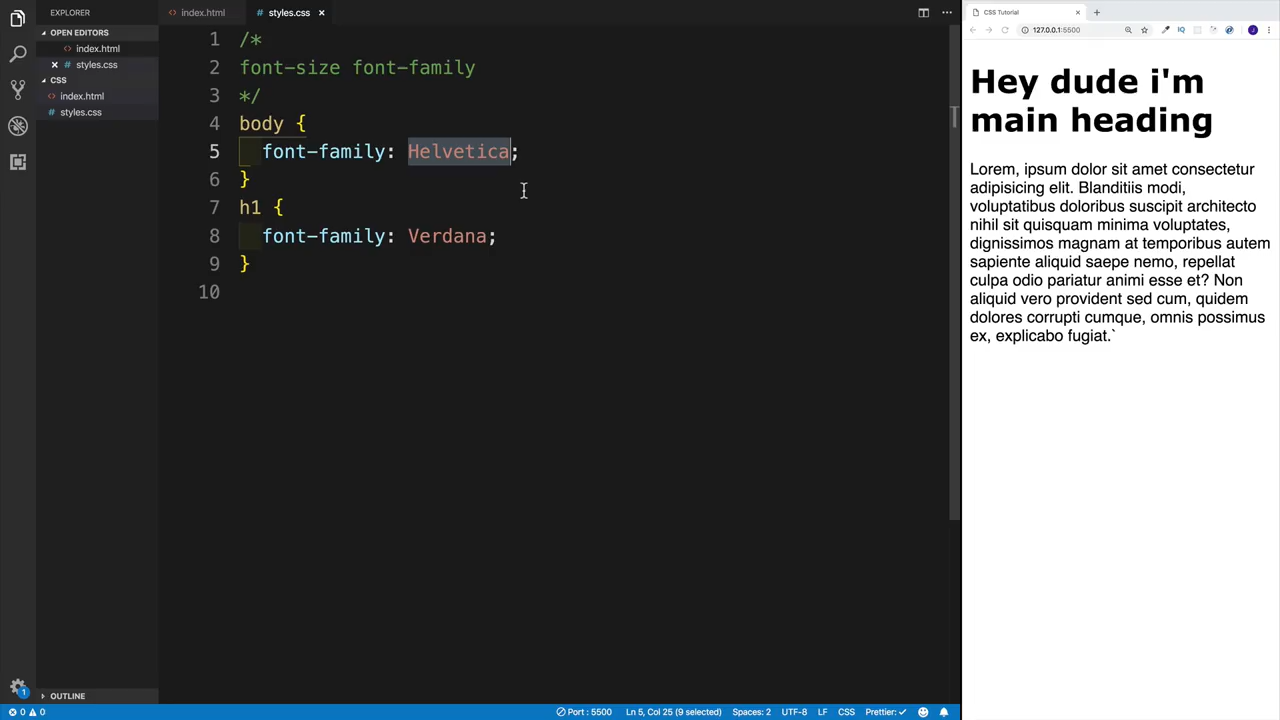 EXPLORER
OPEN EDITORS
index.html
styles.css
CSS
index.html
styles.css
OUTLINE
1
index.html
styles.css
1 /*
2 font-size font-family
3 */
4 body {
5 font-family: Helvetica;
6 }
7 h1 {
8 font-family: Verdana;
9 }
10
0 0
Port : 5500
Ln 5, Col 25 (9 selected)
Spaces: 2
UTF-8
LF
CSS
Prettier: ✓
CSS Tutorial
127.0.0.1:5500
IQ
J
Hey dude i'm
main heading
Lorem, ipsum dolor sit amet consectetur
adipisicing elit. Blanditiis modi,
voluptatibus doloribus suscipit architecto
nihil sit quisquam minima voluptates,
dignissimos magnam at temporibus autem
sapiente aliquid saepe nemo, repellat
culpa odio pariatur animi esse et? Non
aliquid vero provident sed cum, quidem
dolores corrupti cumque, omnis possimus
ex, explicabo fugiat.`